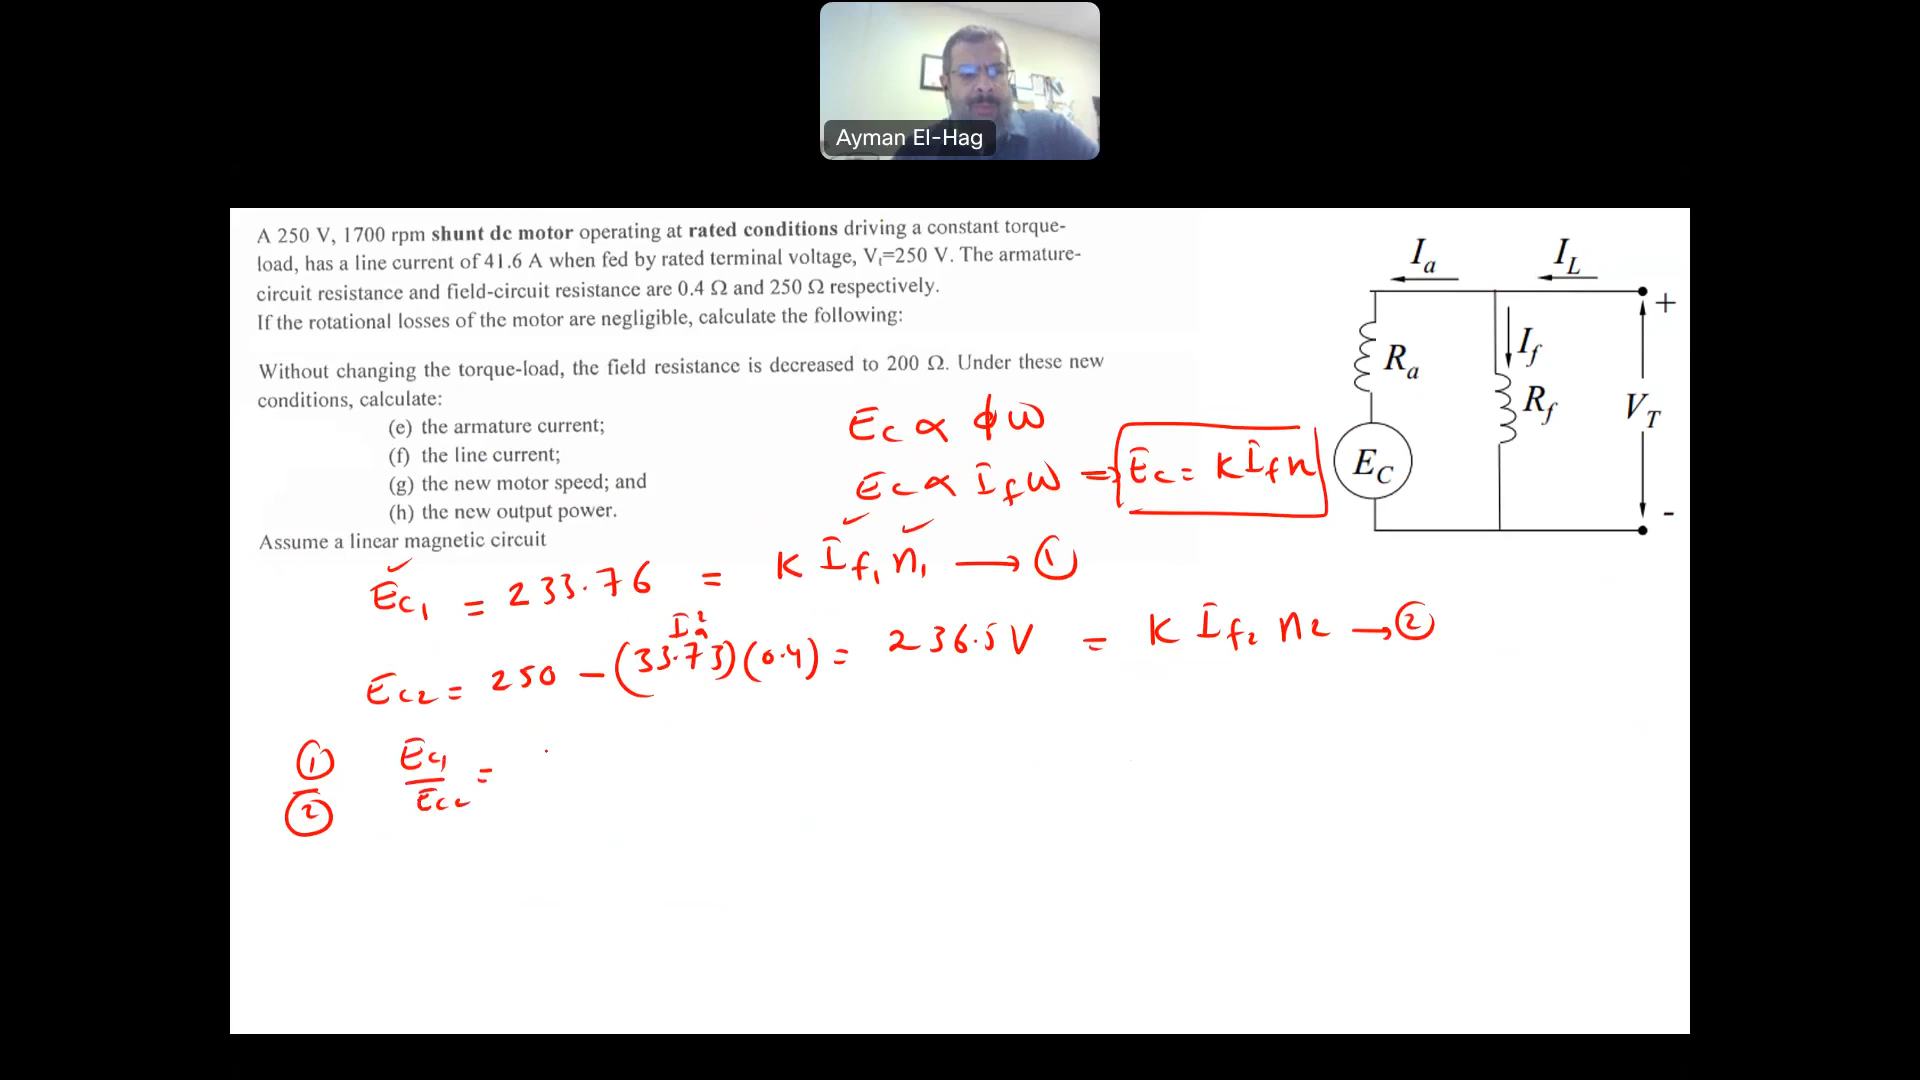 Ayman El-Hag
A 250 V, 1700 rpm shunt dc motor operating at rated conditions driving a constant torque-
load, has a line current of 41.6 A when fed by rated terminal voltage, Vₜ=250 V. The armature-
circuit resistance and field-circuit resistance are 0.4 Ω and 250 Ω respectively.
If the rotational losses of the motor are negligible, calculate the following:
Without changing the torque-load, the field resistance is decreased to 200 Ω. Under these new
conditions, calculate:
(e) the armature current;
(f) the line current;
(g) the new motor speed; and
(h) the new output power.
Assume a linear magnetic circuit
Ia IL
+
If
Ra
Rf
VT
EC
-
Ec ∝ ϕ ω
Ec ∝ If ω ⇒ Ec = K If n
Ec1 = 233.76 = K If1 n1 → ①
Ia2
Ec2 = 250 − (33.73)(0.4) = 236.5 V = K If2 n2 → ②
① Ec1
② Ec2 =